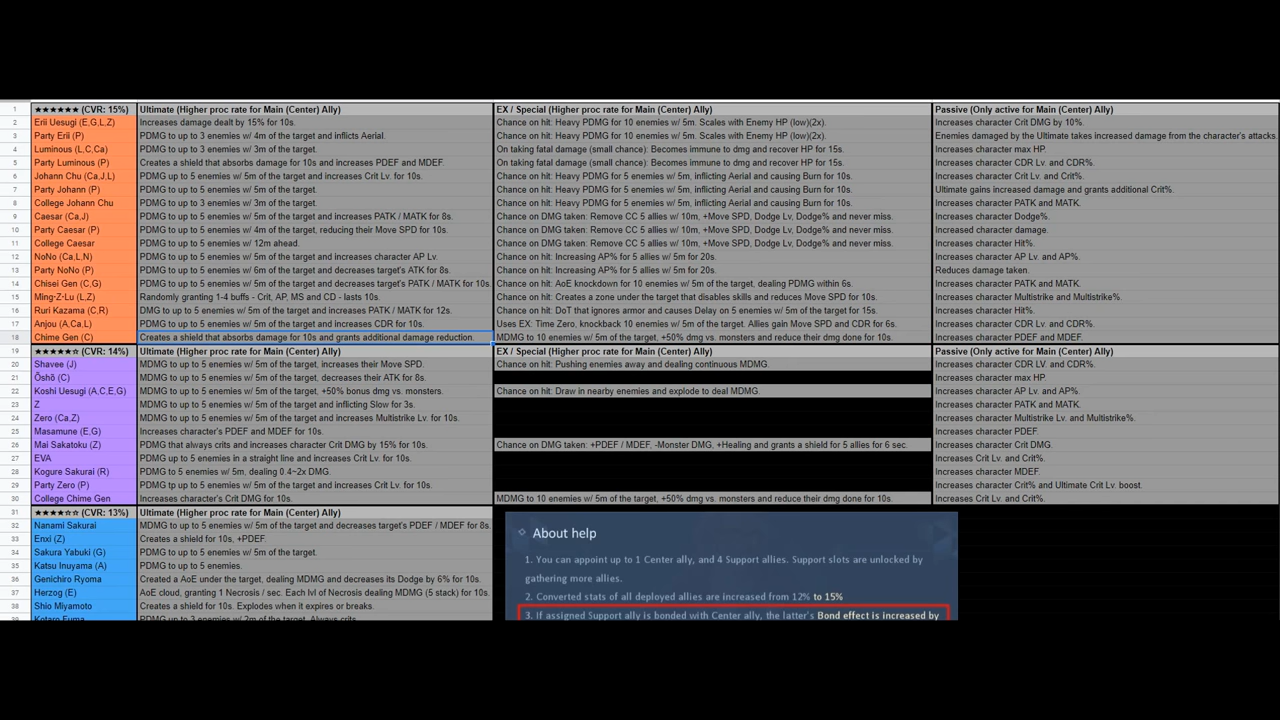 1 ★★★★★★ (CVR: 15%) Ultimate (Higher proc rate for Main (Center) Ally) EX / Special (Higher proc rate for Main (Center) Ally) Passive (Only active for Main (Center) Ally)
2 Erii Uesugi (E,G,L,Z) Increases damage dealt by 15% for 10s. Chance on hit: Heavy PDMG for 10 enemies w/ 5m. Scales with Enemy HP (low)(2x). Increases character Crit DMG by 10%.
3 Party Erii (P) PDMG to up to 3 enemies w/ 4m of the target and inflicts Aerial. Chance on hit: Heavy PDMG for 10 enemies w/ 5m. Scales with Enemy HP (low)(2x). Enemies damaged by the Ultimate takes increased damage from the character's attacks.
4 Luminous (L,C,Ca) PDMG to up to 3 enemies w/ 3m of the target. On taking fatal damage (small chance): Becomes immune to dmg and recover HP for 15s. Increases max HP.
5 Party Luminous (P) Creates a shield that absorbs damage for 10s and increases PDEF and MDEF. On taking fatal damage (small chance): Becomes immune to dmg and recover HP for 15s. Increases CDR Lv. and CDR%.
6 Johann Chu (Ca,J,L) PDMG up to 5 enemies w/ 5m of the target and increases Crit Lv. for 10s. Chance on hit: Heavy PDMG for 5 enemies w/ 5m, inflicting Aerial and causing Burn for 10s. Increases Crit Lv. and Crit%.
7 Party Johann (P) PDMG to up to 5 enemies w/ 5m of the target. Chance on hit: Heavy PDMG for 5 enemies w/ 5m, inflicting Aerial and causing Burn for 10s. Ultimate gains increased damage and grants additional Crit%.
8 College Johann Chu PDMG to up to 3 enemies w/ 3m of the target. Chance on hit: Heavy PDMG for 5 enemies w/ 5m, inflicting Aerial and causing Burn for 10s. Increases character PATK and MATK.
9 Caesar (Ca,J) PDMG to up to 5 enemies w/ 5m of the target and increases PATK / MATK for 8s. Chance on DMG taken: Remove CC 5 allies w/ 10m, +Move SPD, Dodge Lv, Dodge% and never miss. Increases character Dodge%.
10 Party Caesar (P) PDMG to up to 5 enemies w/ 4m of the target, reducing their Move SPD for 10s. Chance on DMG taken: Remove CC 5 allies w/ 10m, +Move SPD, Dodge Lv, Dodge% and never miss. Increases character damage.
11 College Caesar PDMG to up to 5 enemies w/ 12m ahead. Chance on DMG taken: Remove CC 5 allies w/ 10m, +Move SPD, Dodge Lv, Dodge% and never miss. Increases character Hit%.
12 NoNo (Ca,L,N) PDMG to up to 5 enemies w/ 5m of the target and increases character AP Lv. Chance on hit: Increasing AP% for 5 allies w/ 5m for 20s. Increases character AP Lv. and AP%.
13 Party NoNo (P) PDMG to up to 5 enemies w/ 6m of the target and decreases target's ATK for 8s. Chance on hit: Increasing AP% for 5 allies w/ 5m for 20s. Reduces damage taken.
14 Chisei Gen (C,G) PDMG to up to 5 enemies w/ 5m of the target and decreases target's PATK / MATK for 10s. Chance on hit: AoE knockdown for 10 enemies w/ 5m of the target, dealing PDMG within 6s. Increases character Hit%.
15 Ming-Z-Lu (L,Z) Randomly granting 1-4 buffs - Crit, AP, MS and CD - lasts 10s. Chance on hit: Creates a zone under the target that disables skills and reduces Move SPD for 10s. Increases character Multistrike and Multistrike%.
16 Ruri Kazama (C,R) DMG to up to 5 enemies w/ 5m of the target and increases PATK / MATK for 12s. Chance on hit: DoT that ignores armor and causes Delay on 5 enemies w/ 5m of the target for 15s. Increases character PATK and MATK.
17 Anjou (A,Ca,L) PDMG to up to 5 enemies w/ 5m of the target and increases CDR for 10s. Uses EX: Time Zero, knockback 10 enemies w/ 5m of the target. Allies gain Move SPD and CDR for 6s. Increases character CDR Lv. and CDR%.
18 Chime Gen (C) Creates a shield that absorbs damage for 10s and grants additional damage reduction. MDMG to 10 enemies w/ 5m of the target, +50% dmg vs. monsters and reduce their dmg done for 10s. Increases character PDEF and MDEF.
19 ★★★★★☆ (CVR: 14%) Ultimate (Higher proc rate for Main (Center) Ally) EX / Special (Higher proc rate for Main (Center) Ally) Passive (Only active for Main (Center) Ally)
20 Shavee (J) MDMG to up to 5 enemies w/ 5m of the target, increases their Move SPD. Chance on hit: Pushing enemies away and dealing continuous MDMG. Increases character CDR LV. and CDR%.
21 Ōshō (C) MDMG to up to 5 enemies w/ 5m of the target, decreases their ATK for 8s. Increases character max HP.
22 Koshi Uesugi (A,C,E,G) MDMG to up to 5 enemies w/ 5m of the target, +50% bonus dmg vs. monsters. Chance on hit: Draw in nearby enemies and explode to deal MDMG. Increases character AP Lv. and AP%.
23 Z MDMG to up to 5 enemies w/ 5m of the target and inflicting Slow for 3s. Increases character PATK and MATK.
24 Zero (Ca,Z) MDMG to up to 5 enemies w/ 5m of the target and increases Multistrike Lv. for 10s. Increases character Multistrike Lv. and Multistrike%.
25 Masamune (E,G) Increases character's PDEF and MDEF for 10s. Increases character PDEF.
26 Mai Sakatoku (Z) PDMG that always crits and increases character Crit DMG by 15% for 10s. Chance on DMG taken: +PDEF / MDEF, -Monster DMG, +Healing and grants a shield for 5 allies for 6 sec. Increases character Crit DMG.
27 EVA PDMG up to 5 enemies in a straight line and increases Crit Lv. for 10s. Increases Crit Lv. and Crit%.
28 Kogure Sakurai (R) PDMG to 5 enemies w/ 5m, dealing 0.4~2x DMG. Increases character MDEF.
29 Party Zero (P) PDMG tp up to 5 enemies w/ 5m of the target and increases Crit Lv. for 10s. Increases character Crit% and Ultimate Crit Lv. boost.
30 College Chime Gen Increases character's Crit DMG for 10s. MDMG to 10 enemies w/ 5m of the target, +50% dmg vs. monsters and reduce their dmg done for 10s. Increases Crit Lv. and Crit%.
31 ★★★★☆☆ (CVR: 13%) Ultimate (Higher proc rate for Main (Center) Ally)
32 Nanami Sakurai MDMG to up to 5 enemies w/ 5m of the target and decreases target's PDEF / MDEF for 8s.
33 Enxi (Z) Creates a shield for 10s, +PDEF.
34 Sakura Yabuki (G) PDMG to up to 5 enemies w/ 5m of the target.
35 Katsu Inuyama (A) PDMG to up to 5 enemies.
36 Genichiro Ryoma Created a AoE under the target, dealing MDMG and decreases its Dodge by 6% for 10s.
37 Herzog (E) AoE cloud, granting 1 Necrosis / sec. Each lvl of Necrosis dealing MDMG (5 stack) for 10s.
38 Shio Miyamoto Creates a shield for 10s. Explodes when it expires or breaks.
39 Kotaro Fuma PDMG to up to 3 enemies w/ 2m of the target. Always crits.
About help
1. You can appoint up to 1 Center ally, and 4 Support allies. Support slots are unlocked by
gathering more allies.
2. Converted stats of all deployed allies are increased from 12% to 15%
3. If assigned Support ally is bonded with Center ally, the latter's Bond effect is increased by